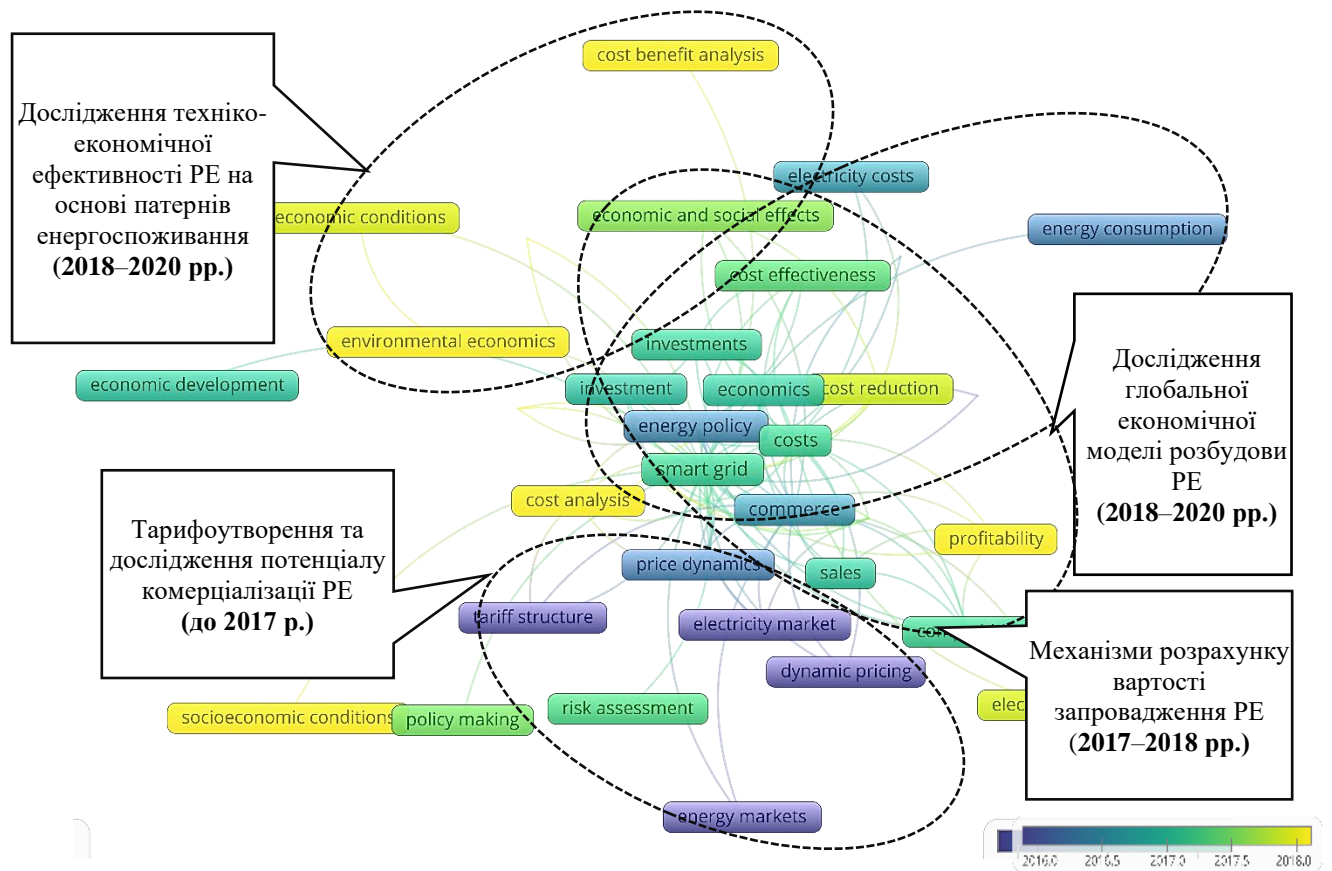 cost benefit analysis
Дослідження техніко-
економічної
ефективності РЕ на
основі патернів
енергоспоживання
(2018–2020 рр.)
electricity costs
economic conditions
economic and social effects
energy consumption
cost effectiveness
environmental economics
investments
economic development
investment
economics
cost reduction
energy policy
costs
smart grid
cost analysis
commerce
Дослідження
глобальної
економічної
моделі розбудови
РЕ
(2018–2020 рр.)
Тарифоутворення та
дослідження потенціалу
комерціалізації РЕ
(до 2017 р.)
profitability
price dynamics
sales
tariff structure
electricity market
dynamic pricing
Механізми розрахунку
вартості
запровадження РЕ
(2017–2018 рр.)
socioeconomic conditions
policy making
risk assessment
elec
energy markets
2016.0 2016.5 2017.0 2017.5 2018.0